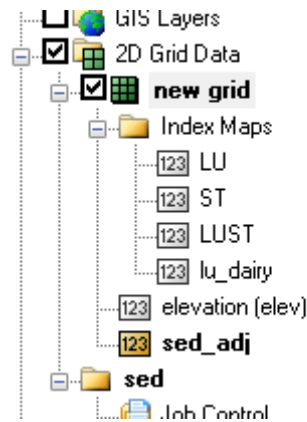 GIS Layers
2D Grid Data
new grid
Index Maps
123 LU
123 ST
123 LUST
123 lu_dairy
123 elevation (elev)
123 sed_adj
sed
Job Control